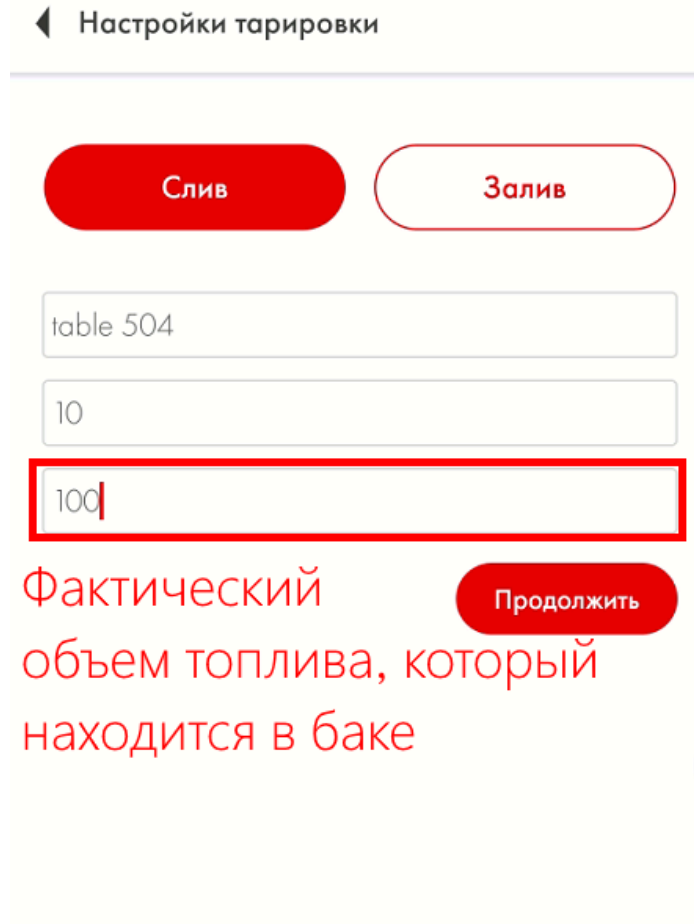 Настройки тарировки
Слив
Залив
table 504
10
100
Продолжить
Фактический
объем топлива, который
находится в баке